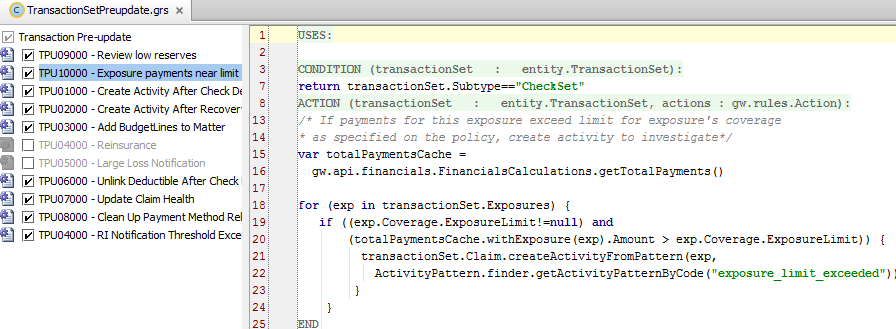 TransactionSetPreupdate.grs ×
Transaction Pre-update
TPU09000 - Review low reserves
TPU10000 - Exposure payments near limit
TPU01000 - Create Activity After Check De
TPU02000 - Create Activity After Recover
TPU03000 - Add BudgetLines to Matter
TPU04000 - Reinsurance
TPU05000 - Large Loss Notification
TPU06000 - Unlink Deductible After Check
TPU07000 - Update Claim Health
TPU08000 - Clean Up Payment Method Rel
TPU04000 - RI Notification Threshold Exce
1 USES:
2
3 CONDITION (transactionSet : entity.TransactionSet):
7 return transactionSet.Subtype=="CheckSet"
8 ACTION (transactionSet : entity.TransactionSet, actions : gw.rules.Action):
13 /* If payments for this exposure exceed limit for exposure's coverage
14 * as specified on the policy, create activity to investigate*/
15 var totalPaymentsCache =
16 gw.api.financials.FinancialsCalculations.getTotalPayments()
17
18 for (exp in transactionSet.Exposures) {
19 if ((exp.Coverage.ExposureLimit!=null) and
20 (totalPaymentsCache.withExposure(exp).Amount > exp.Coverage.ExposureLimit)) {
21 transactionSet.Claim.createActivityFromPattern(exp,
22 ActivityPattern.finder.getActivityPatternByCode("exposure_limit_exceeded"))
23 }
24 }
25 END